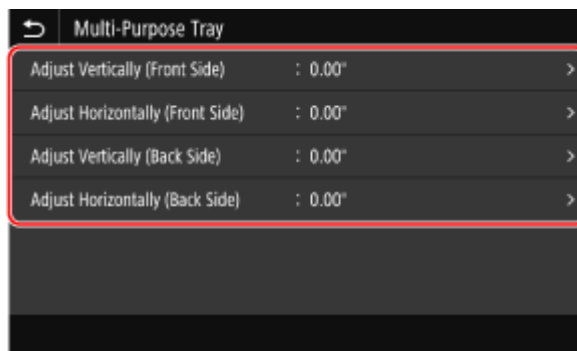 Multi-Purpose Tray
Adjust Vertically (Front Side) : 0.00"
Adjust Horizontally (Front Side) : 0.00"
Adjust Vertically (Back Side) : 0.00"
Adjust Horizontally (Back Side) : 0.00"